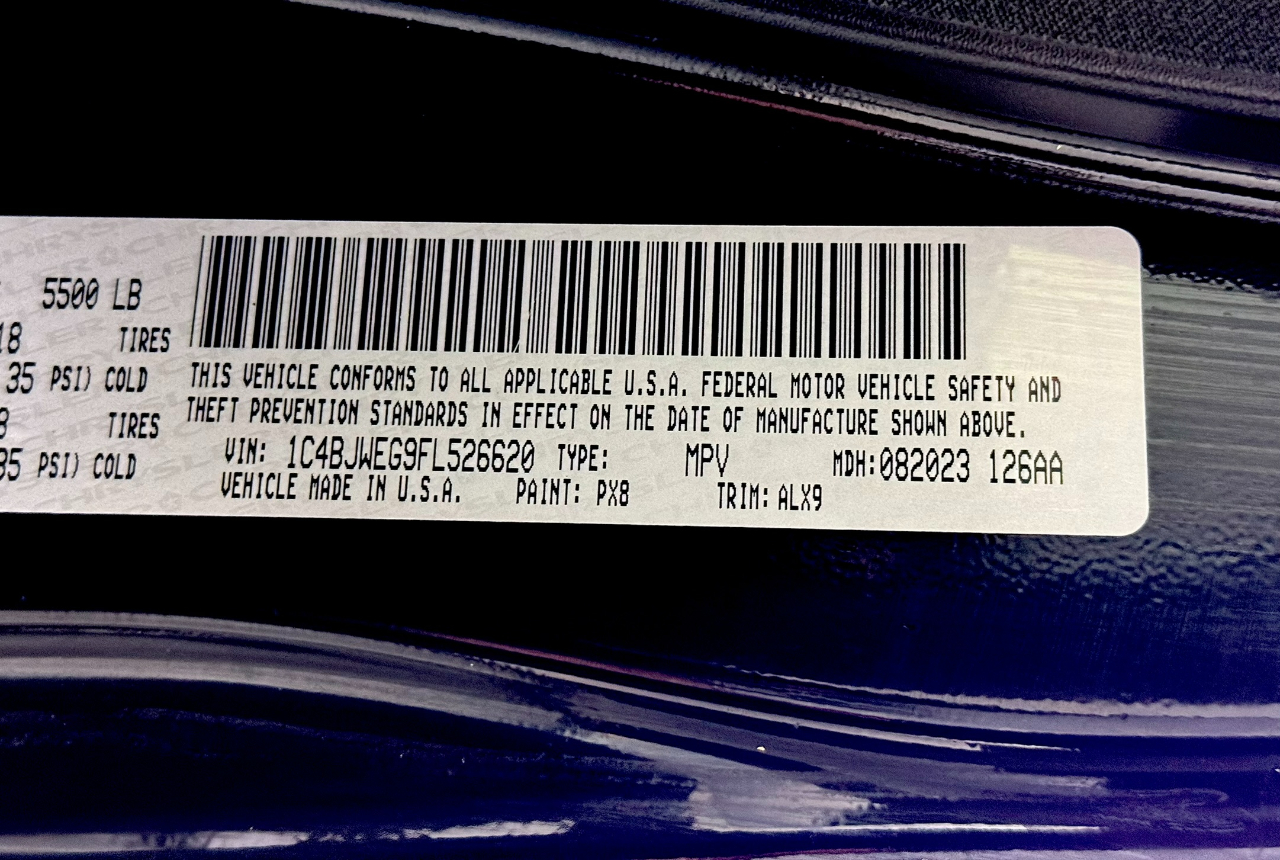 5500 LB
18 TIRES
35 PSI) COLD
TIRES
35 PSI) COLD
THIS VEHICLE CONFORMS TO ALL APPLICABLE U.S.A. FEDERAL MOTOR VEHICLE SAFETY AND
THEFT PREVENTION STANDARDS IN EFFECT ON THE DATE OF MANUFACTURE SHOWN ABOVE.
VIN: 1C4BJWEG9FL526620 TYPE: MPV MDH:082023 126AA
VEHICLE MADE IN U.S.A. PAINT: PX8 TRIM: ALX9